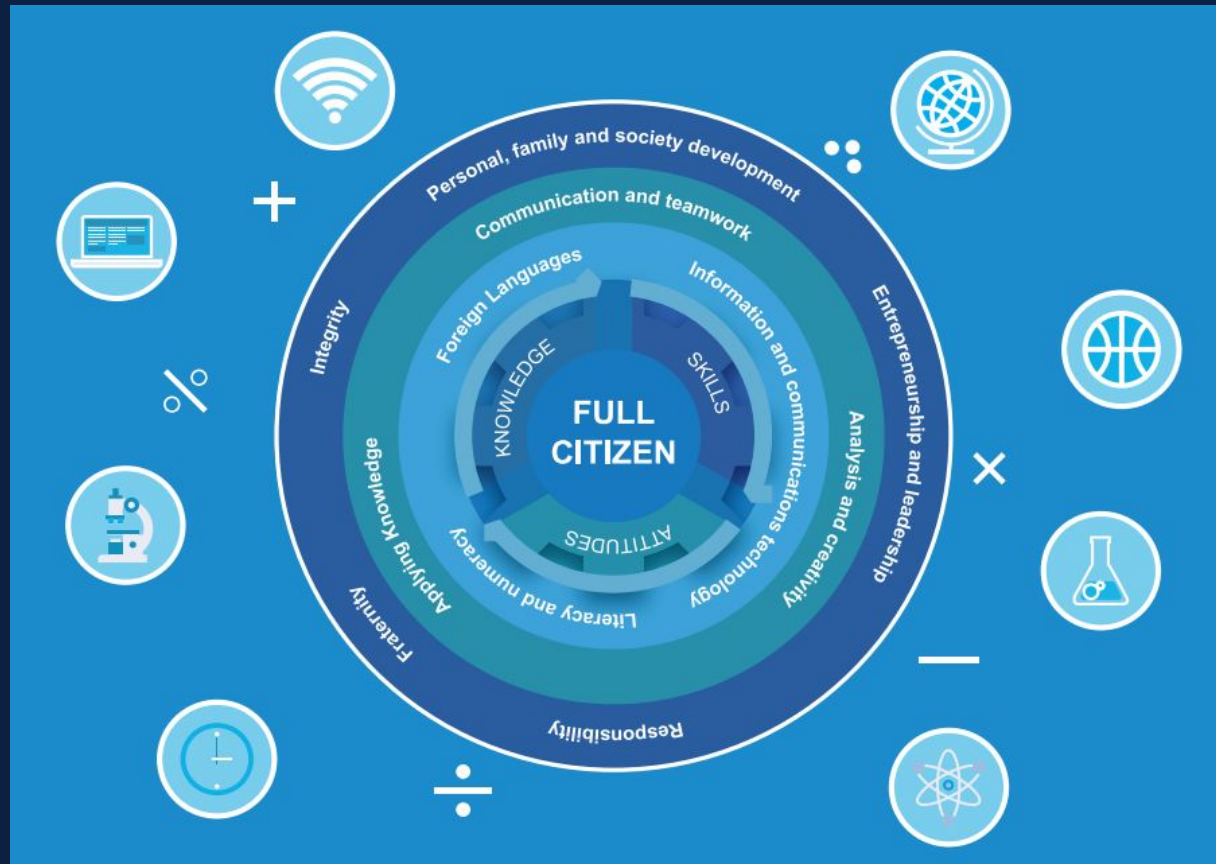 Personal, family and society development
Entrepreneurship and leadership
Responsibility
Fraternity
Integrity
Communication and teamwork
Analysis and creativity
Applying Knowledge
Foreign Languages
Information and communications technology
Literacy and numeracy
KNOWLEDGE
SKILLS
ATTITUDES
FULL
CITIZEN